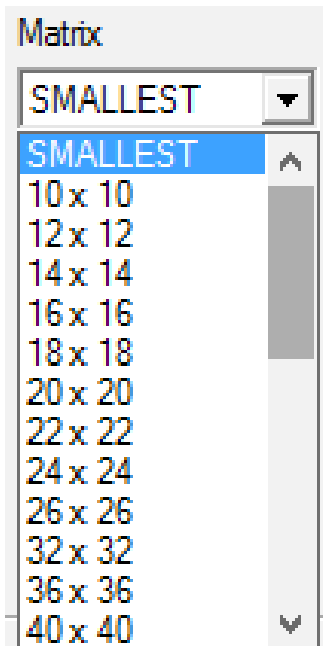 Matrix
SMALLEST
SMALLEST
10 x 10
12 x 12
14 x 14
16 x 16
18 x 18
20 x 20
22 x 22
24 x 24
26 x 26
32 x 32
36 x 36
40 x 40